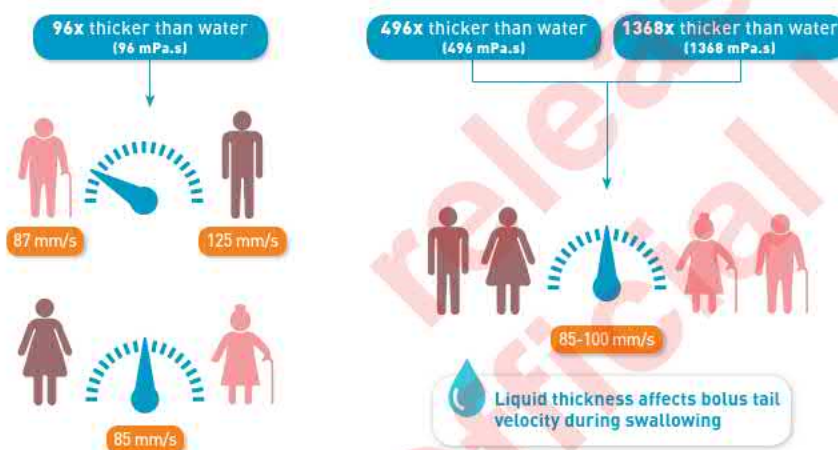 96x thicker than water
(96 mPa.s)
496x thicker than water
(496 mPa.s)
1368x thicker than water
(1368 mPa.s)
87 mm/s
125 mm/s
85 mm/s
85-100 mm/s
Liquid thickness affects bolus tail
velocity during swallowing